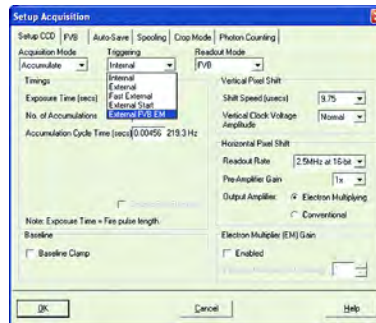 Setup Acquisition
Setup CCD FVB Auto-Save Spooling Crop Mode Photon Counting
Acquisition Mode Triggering Readout Mode
Accumulate Internal FVB
Internal
External
Fast External
External Start
External FVB EM
Timings
Exposure Time (secs)
No. of Accumulations
Accumulation Cycle Time (secs) 0.00456 219.3 Hz
Note: Exposure Time = Fire pulse length.
Baseline
Baseline Clamp
Vertical Pixel Shift
Shift Speed (usecs) 9.75
Vertical Clock Voltage Normal
Amplitude
Horizontal Pixel Shift
Readout Rate 2.5MHz at 16-bit
Pre-Amplifier Gain 1x
Output Amplifier Electron Multiplying
Conventional
Electron Multiplier (EM) Gain
Enabled
OK Cancel Help